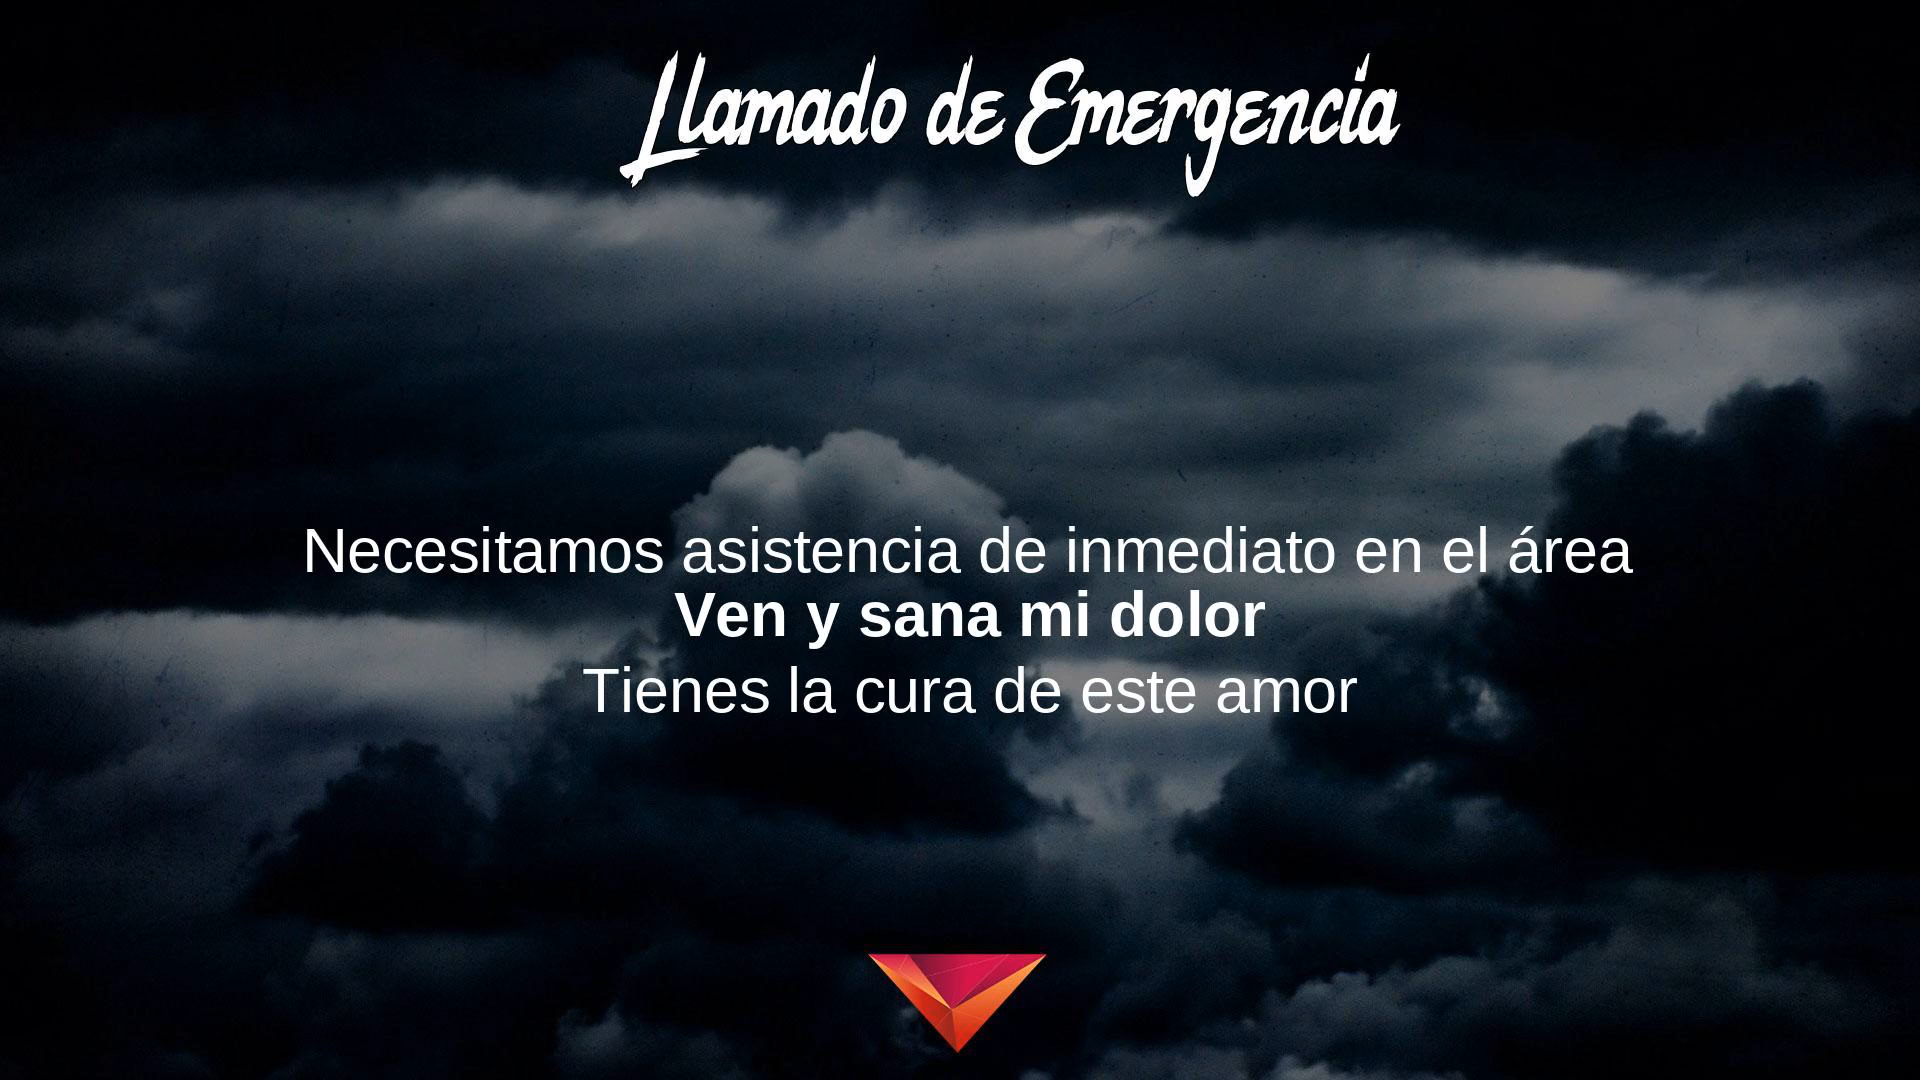 Llamado de Emergencia
Necesitamos asistencia de inmediato en el área
Ven y sana mi dolor
Tienes la cura de este amor